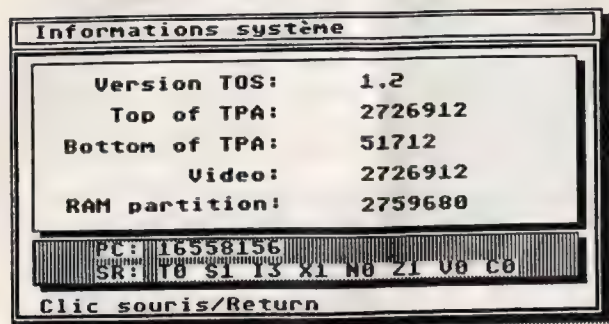 Informations système
Version TOS: 1.2
Top of TPA: 2726912
Bottom of TPA: 51712
Video: 2726912
RAM partition: 2759680
PC: 16558156
SR: T0 S1 I3 X1 N0 Z1 V0 C0
Clic souris/Return